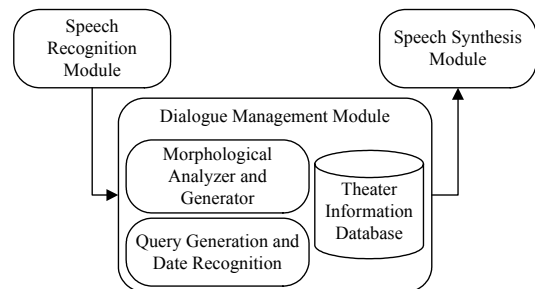 Speech
Recognition
Module
Speech Synthesis
Module
Dialogue Management Module
Morphological
Analyzer and
Generator
Theater
Information
Database
Query Generation and
Date Recognition